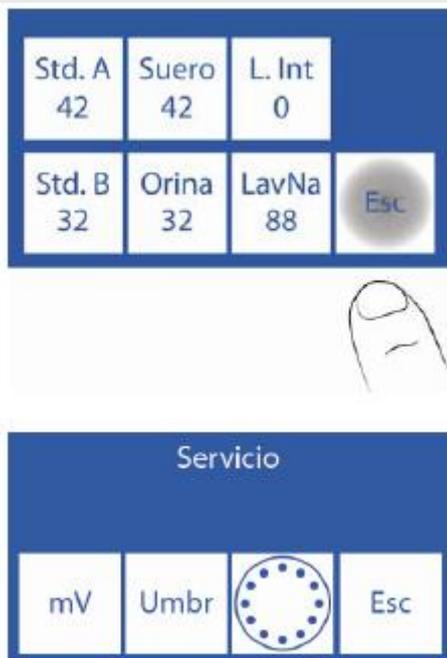 Std. A Suero L. Int
42 42 0
Std. B Orina LavNa Esc
32 32 88
Servicio
mV Umbr Esc